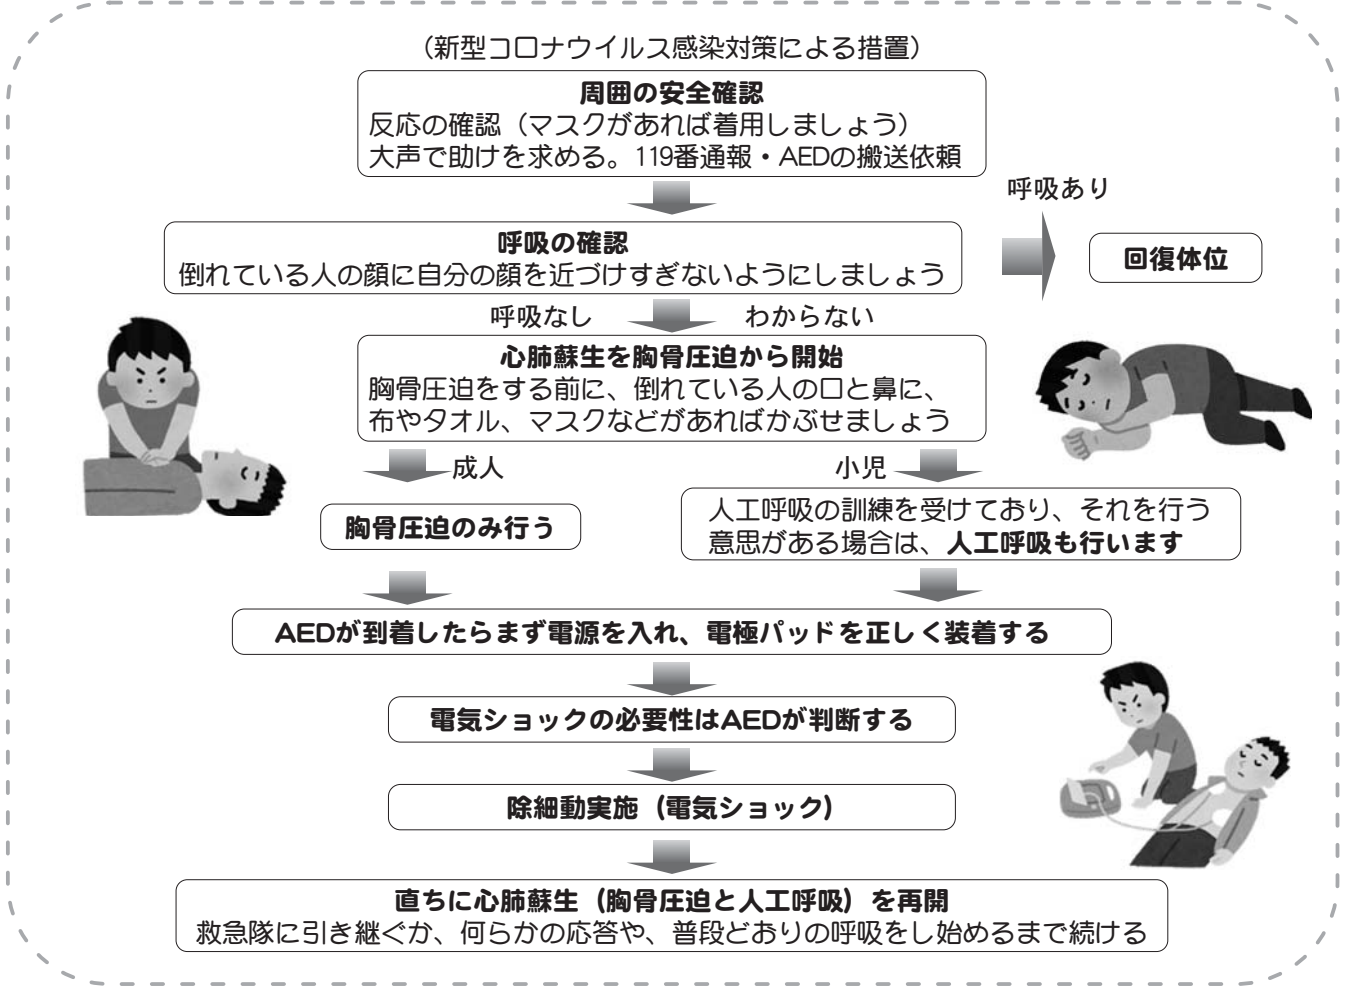 （新型コロナウイルス感染対策による措置）
周囲の安全確認
反応の確認（マスクがあれば着用しましょう）
大声で助けを求める。119番通報・AEDの搬送依頼
呼吸あり
呼吸の確認
倒れている人の顔に自分の顔を近づけすぎないようにしましょう
回復体位
呼吸なし
わからない
心肺蘇生を胸骨圧迫から開始
胸骨圧迫をする前に、倒れている人の口と鼻に、
布やタオル、マスクなどがあればかぶせましょう
成人
小児
胸骨圧迫のみ行う
人工呼吸の訓練を受けており、それを行う
意思がある場合は、人工呼吸も行います
AEDが到着したらまず電源を入れ、電極パッドを正しく装着する
電気ショックの必要性はAEDが判断する
除細動実施（電気ショック）
直ちに心肺蘇生（胸骨圧迫と人工呼吸）を再開
救急隊に引き継ぐか、何らかの応答や、普段どおりの呼吸をし始めるまで続ける